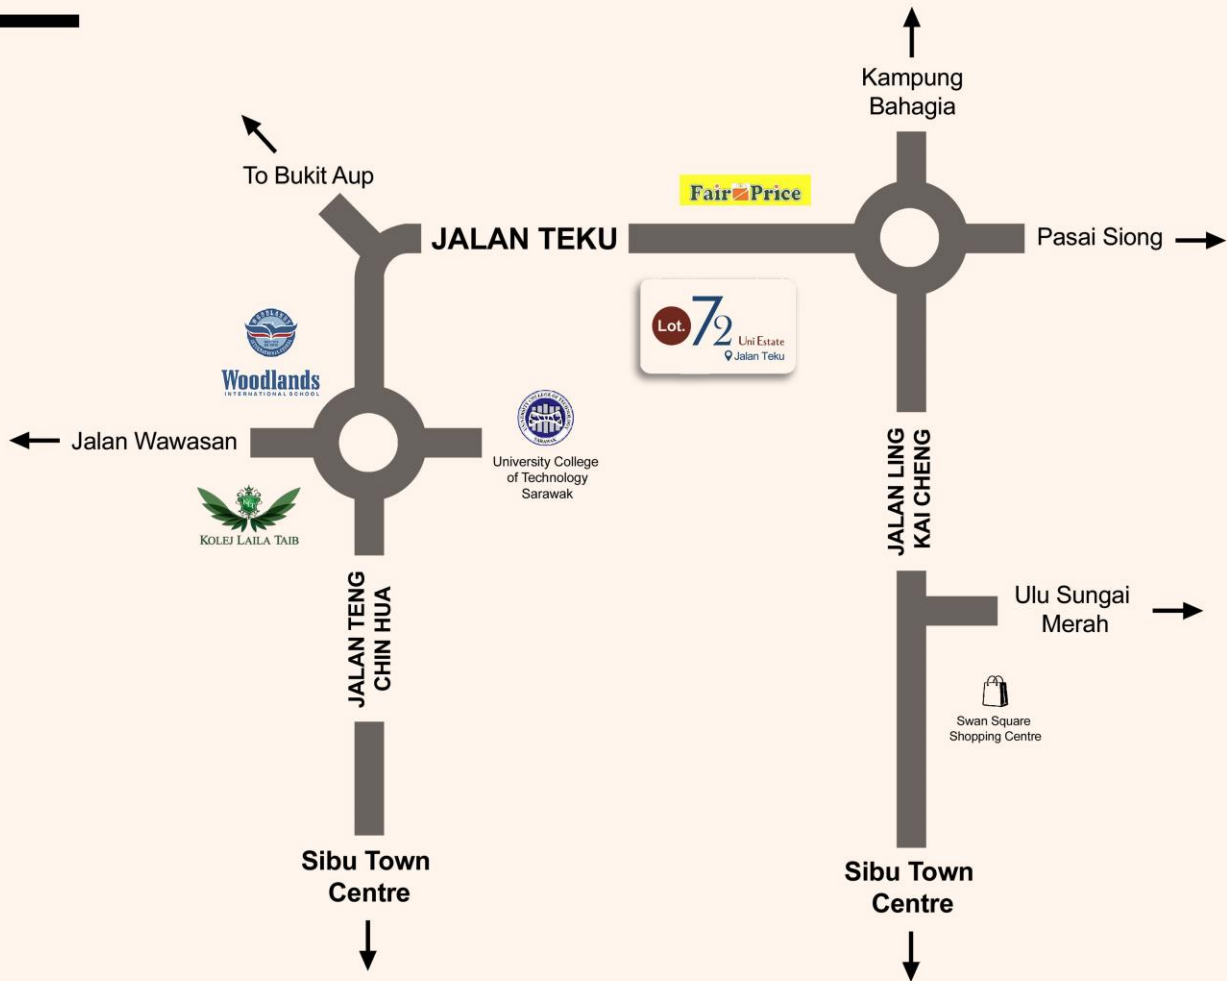 Kampung
Bahagia
To Bukit Aup
Fair Price
JALAN TEKU
Pasai Siong
Lot. 72
Uni Estate
Jalan Teku
Woodlands
INTERNATIONAL SCHOOL
Jalan Wawasan
University College
of Technology
Sarawak
KOLEJ LAILA TAIB
JALAN LING
KAI CHENG
JALAN TENG
CHIN HUA
Ulu Sungai
Merah
Swan Square
Shopping Centre
Sibu Town
Centre
Sibu Town
Centre